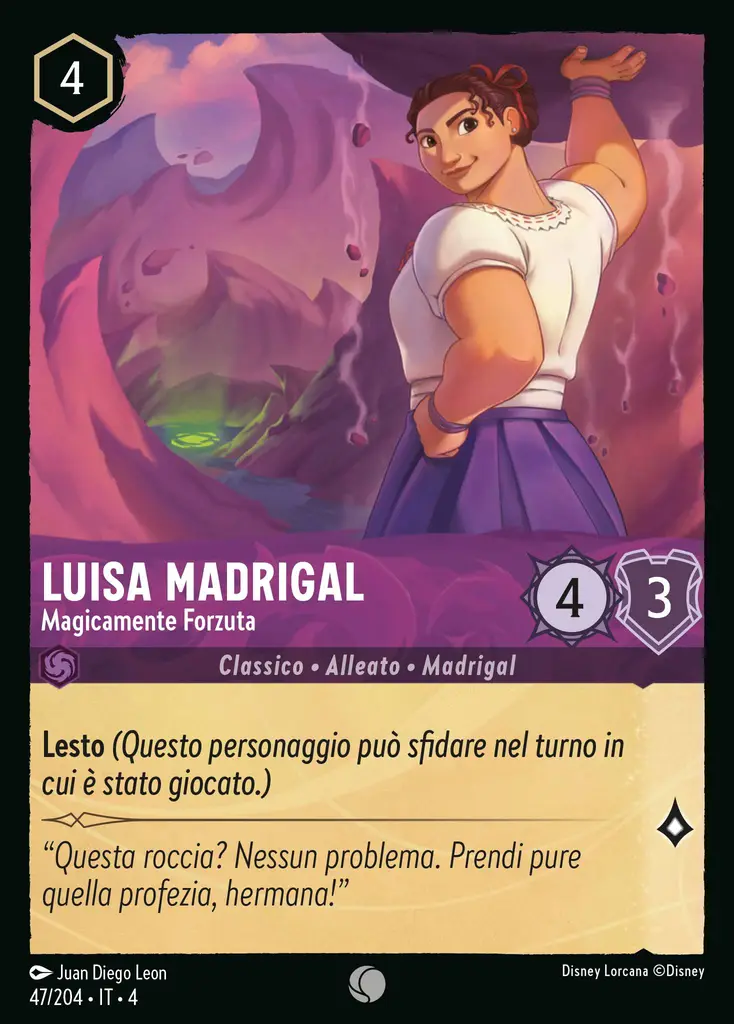 4
LUISA MADRIGAL
Magicamente Forzuta
4
3
Classico • Alleato • Madrigal
Lesto (Questo personaggio può sfidare nel turno in
cui è stato giocato.)
“Questa roccia? Nessun problema. Prendi pure
quella profezia, hermana!”
Juan Diego Leon
Disney Lorcana ©Disney
47/204 • IT • 4